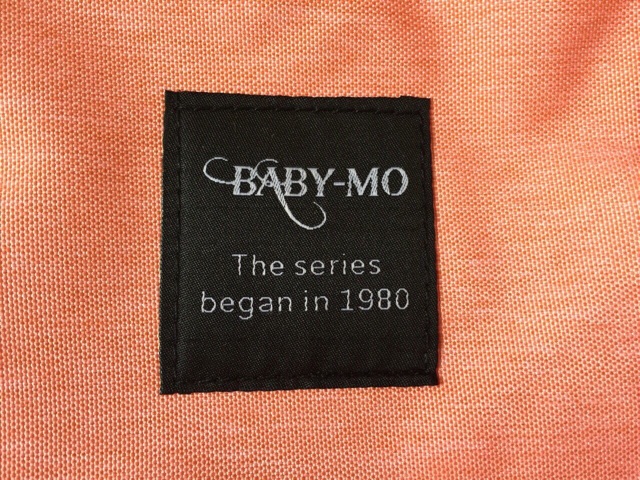 BABY-MO
The series
began in 1980